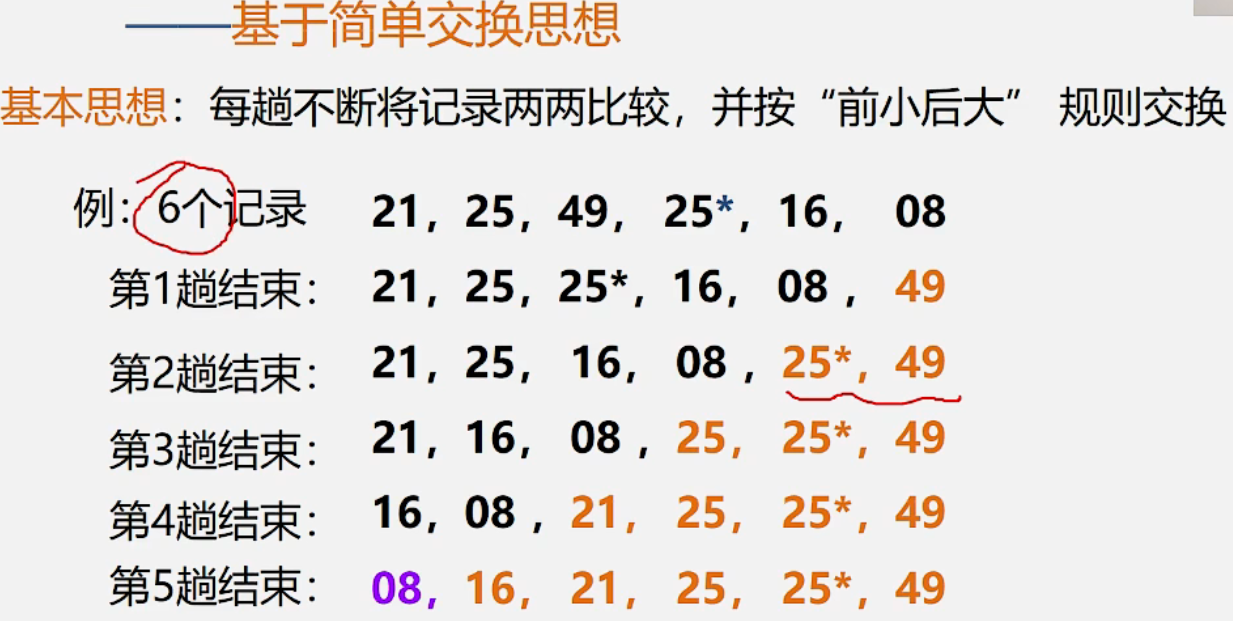 ——基于简单交换思想
基本思想：每趟不断将记录两两比较，并按“前小后大” 规则交换
例：6个记录 21，25，49，25*，16，08
第1趟结束：21，25，25*，16，08，49
第2趟结束：21，25，16，08，25*，49
第3趟结束：21，16，08，25，25*，49
第4趟结束：16，08，21，25，25*，49
第5趟结束：08，16，21，25，25*，49